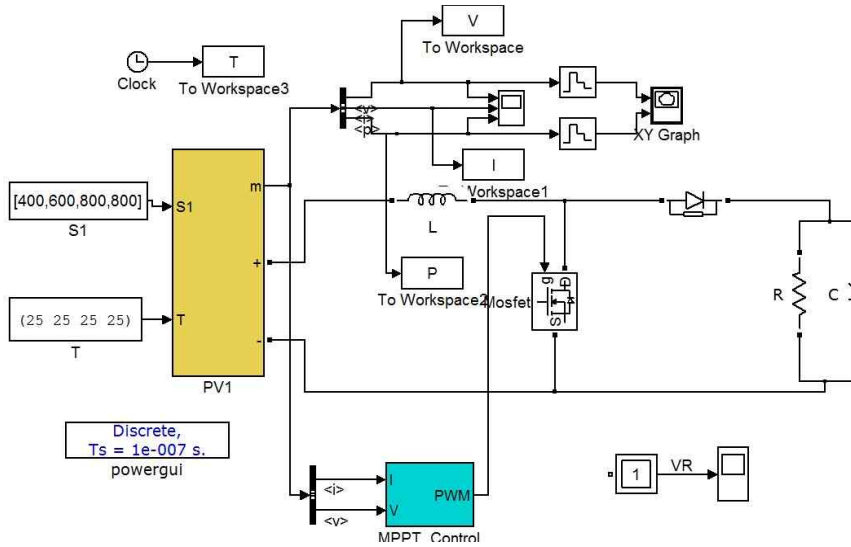 V
To Workspace
Clock
T
To Workspace3
<v>
<i>
<p>
XY Graph
I
Workspace1
[400,600,800,800]
S1
S1
m
+
-
T
PV1
(25 25 25 25)
T
L
P
To Workspace2
Mosfet
g
D
S
R
C
Discrete,
Ts = 1e-007 s.
powergui
<i>
<v>
I
V
PWM
MPPT_Control
1
VR